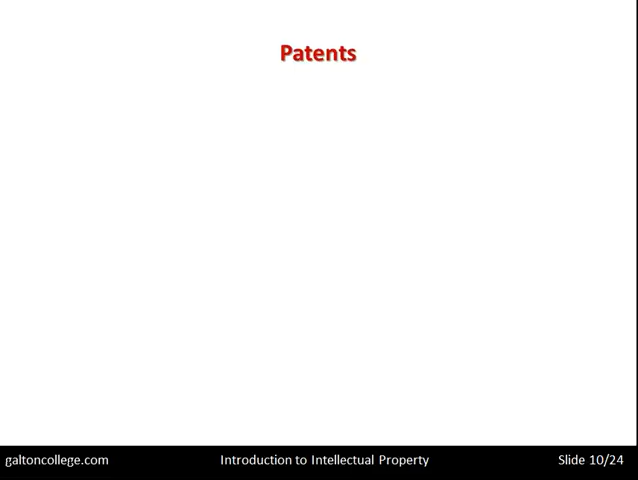 Patents
galtoncollege.com
Introduction to Intellectual Property
Slide 10/24